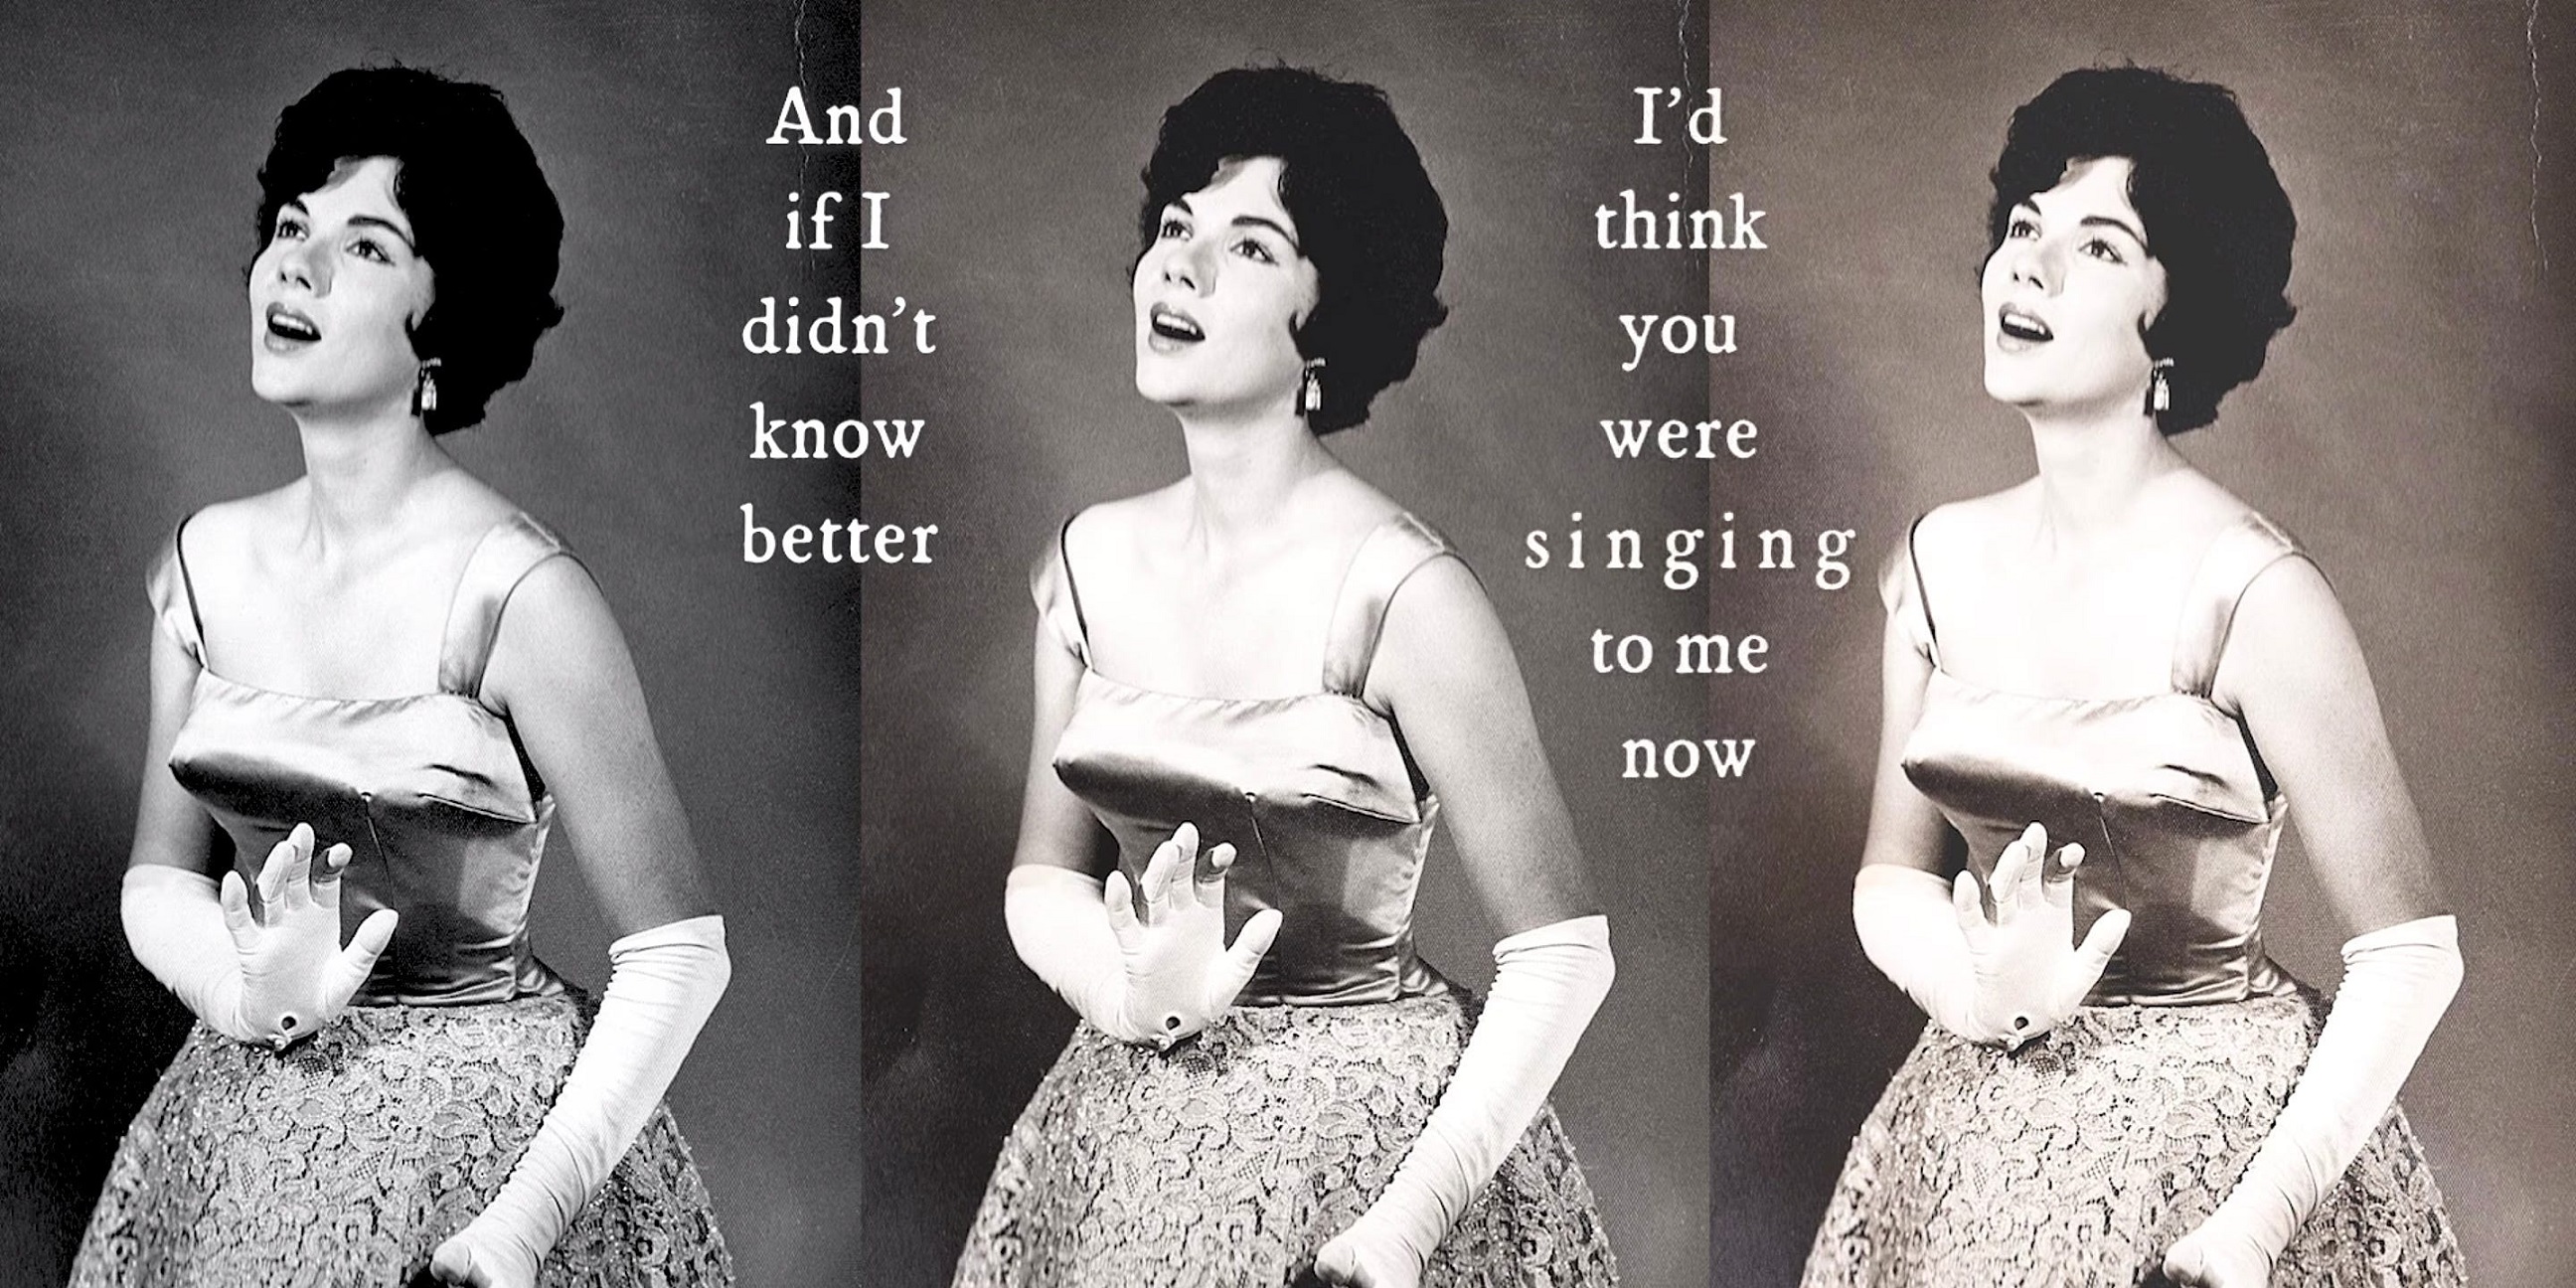 And
if I
didn’t
know
better
I’d
think
you
were
singing
to me
now